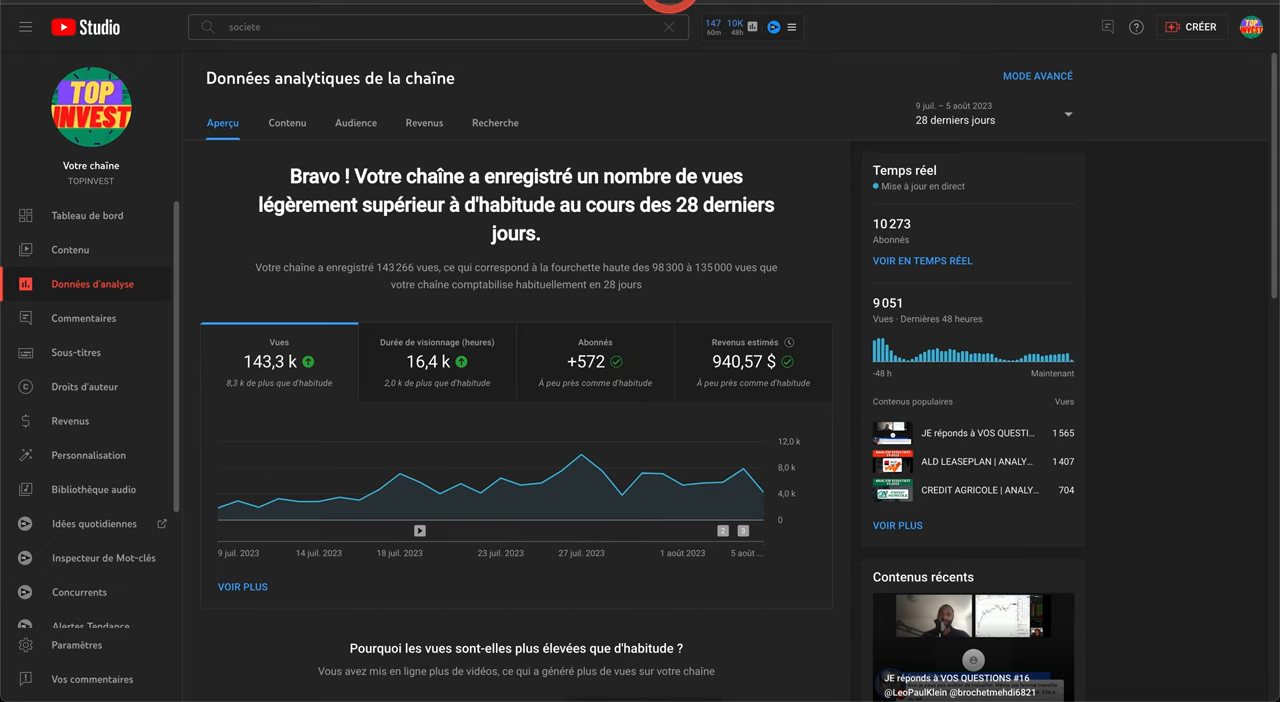 Studio
societe
147
60m
10K
48h
CRÉER
TOP
INVEST
TOP
INVEST
Votre chaîne
TOPINVEST
Tableau de bord
Contenu
Données d'analyse
Commentaires
Sous-titres
Droits d'auteur
Revenus
Personnalisation
Bibliothèque audio
Idées quotidiennes
Inspecteur de Mot-clés
Concurrents
Alertes Tendance
Paramètres
Vos commentaires
Données analytiques de la chaîne
MODE AVANCÉ
Aperçu
Contenu
Audience
Revenus
Recherche
9 juil. – 5 août 2023
28 derniers jours
Bravo ! Votre chaîne a enregistré un nombre de vues
légèrement supérieur à d'habitude au cours des 28 derniers
jours.
Votre chaîne a enregistré 143 266 vues, ce qui correspond à la fourchette haute des 98 300 à 135 000 vues que
votre chaîne comptabilise habituellement en 28 jours
Vues
143,3 k
8,3 k de plus que d'habitude
Durée de visionnage (heures)
16,4 k
2,0 k de plus que d'habitude
Abonnés
+572
À peu près comme d'habitude
Revenus estimés
940,57 $
À peu près comme d'habitude
12,0 k
8,0 k
4,0 k
0
2
3
9 juil. 2023
14 juil. 2023
18 juil. 2023
23 juil. 2023
27 juil. 2023
1 août 2023
5 août ...
VOIR PLUS
Pourquoi les vues sont-elles plus élevées que d'habitude ?
Vous avez mis en ligne plus de vidéos, ce qui a généré plus de vues sur votre chaîne
Temps réel
Mise à jour en direct
10 273
Abonnés
VOIR EN TEMPS RÉEL
9 051
Vues · Dernières 48 heures
-48 h
Maintenant
Contenus populaires
Vues
JE réponds à VOS QUESTI...
1 565
ALD LEASEPLAN | ANALY...
1 407
CREDIT AGRICOLE | ANALY...
704
VOIR PLUS
Contenus récents
JE réponds à VOS QUESTIONS #16
@LeoPaulKlein @brochetmehdi6821